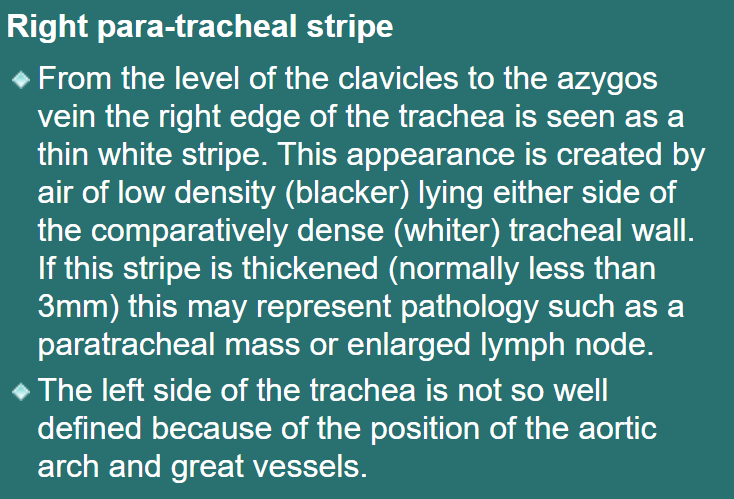 Right para-tracheal stripe
From the level of the clavicles to the azygos
vein the right edge of the trachea is seen as a
thin white stripe. This appearance is created by
air of low density (blacker) lying either side of
the comparatively dense (whiter) tracheal wall.
If this stripe is thickened (normally less than
3mm) this may represent pathology such as a
paratracheal mass or enlarged lymph node.
The left side of the trachea is not so well
defined because of the position of the aortic
arch and great vessels.